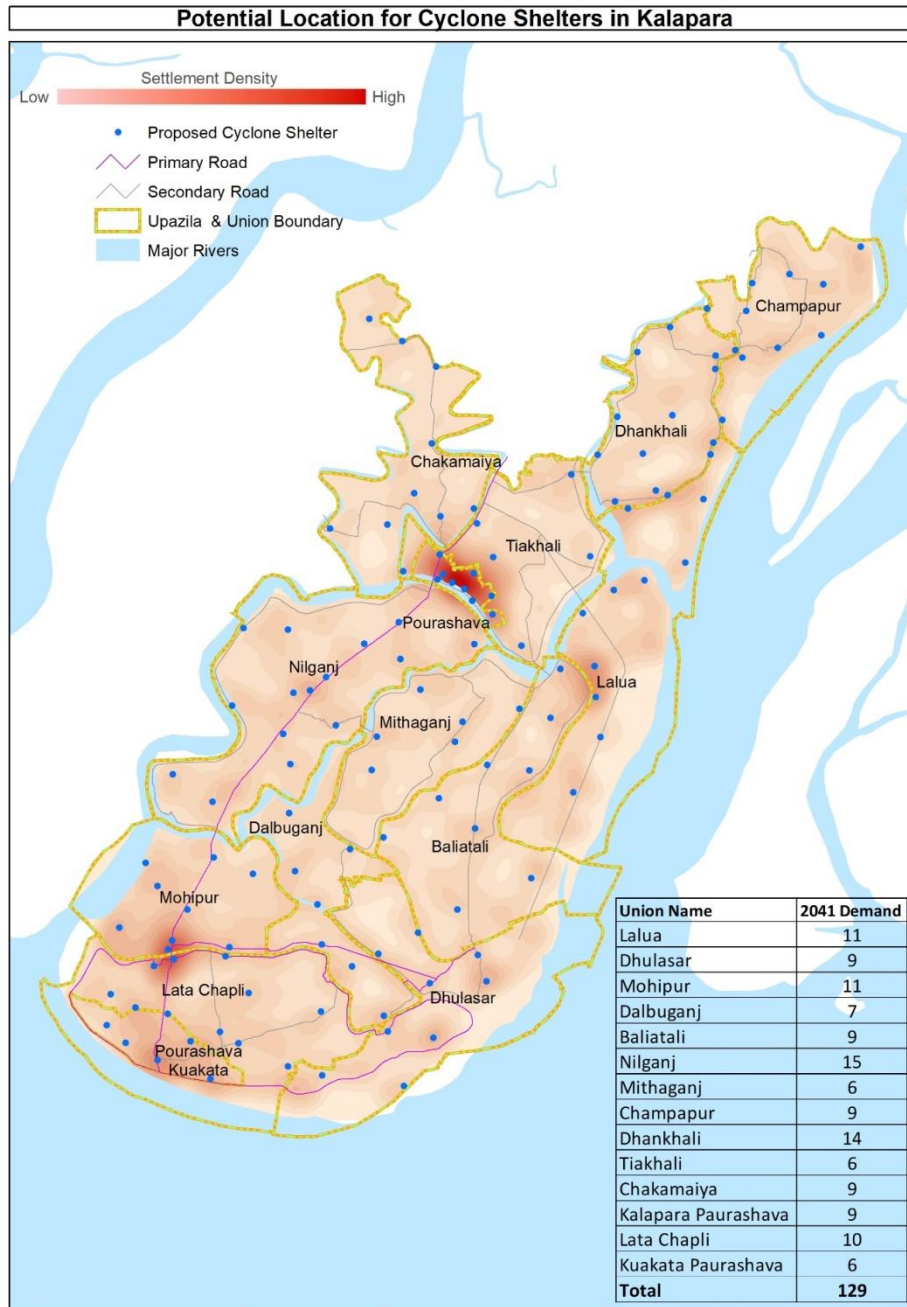 Potential Location for Cyclone Shelters in Kalapara
Settlement Density
Low High
Proposed Cyclone Shelter
Primary Road
Secondary Road
Upazila & Union Boundary
Major Rivers
Champapur
Dhankhali
Chakamaiya
Tiakhali
Pourashava
Nilganj
Lalua
Mithaganj
Dalbuganj
Baliatali
Mohipur
Lata Chapli
Dhulasar
Pourashava
Kuakata
Union Name 2041 Demand
Lalua 11
Dhulasar 9
Mohipur 11
Dalbuganj 7
Baliatali 9
Nilganj 15
Mithaganj 6
Champapur 9
Dhankhali 14
Tiakhali 6
Chakamaiya 9
Kalapara Paurashava 9
Lata Chapli 10
Kuakata Paurashava 6
Total 129